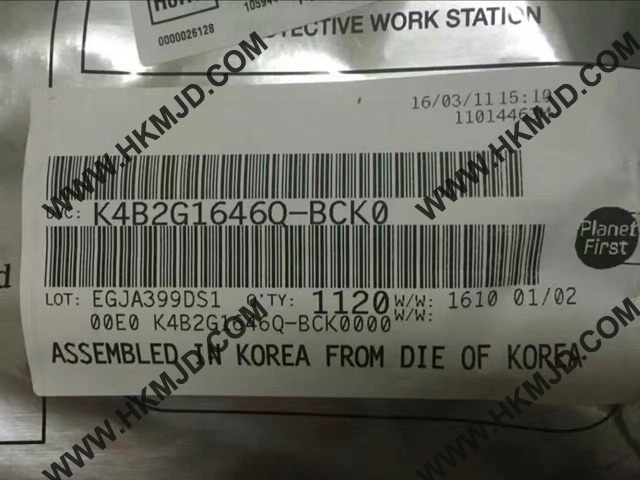 0000026128
WORK STATION
16/03/11 15:10
K4B2G1646Q-BCK0
Planet
First
LOT: EGJA399DS1 Q'TY: 1120 W/W: 1610 01/02
00E0 K4B2G1646Q-BCK0000 W/W:
ASSEMBLED IN KOREA FROM DIE OF KOREA
WWW.HKMJD.COM
WWW.HKMJD.COM
WWW.HKMJD.COM
WWW.HKMJD.COM